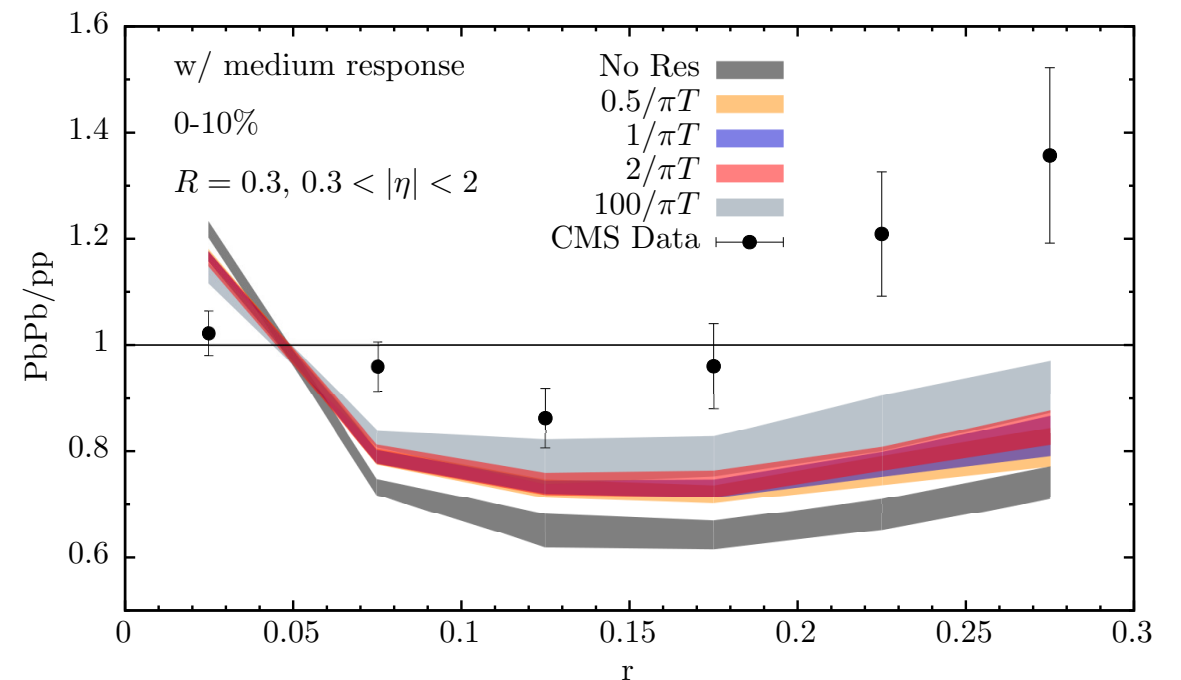 w/ medium response
0-10%
R = 0.3, 0.3 < |η| < 2
No Res
0.5/πT
1/πT
2/πT
100/πT
CMS Data
PbPb/pp
1.6
1.4
1.2
1
0.8
0.6
0
0.05
0.1
0.15
0.2
0.25
0.3
r